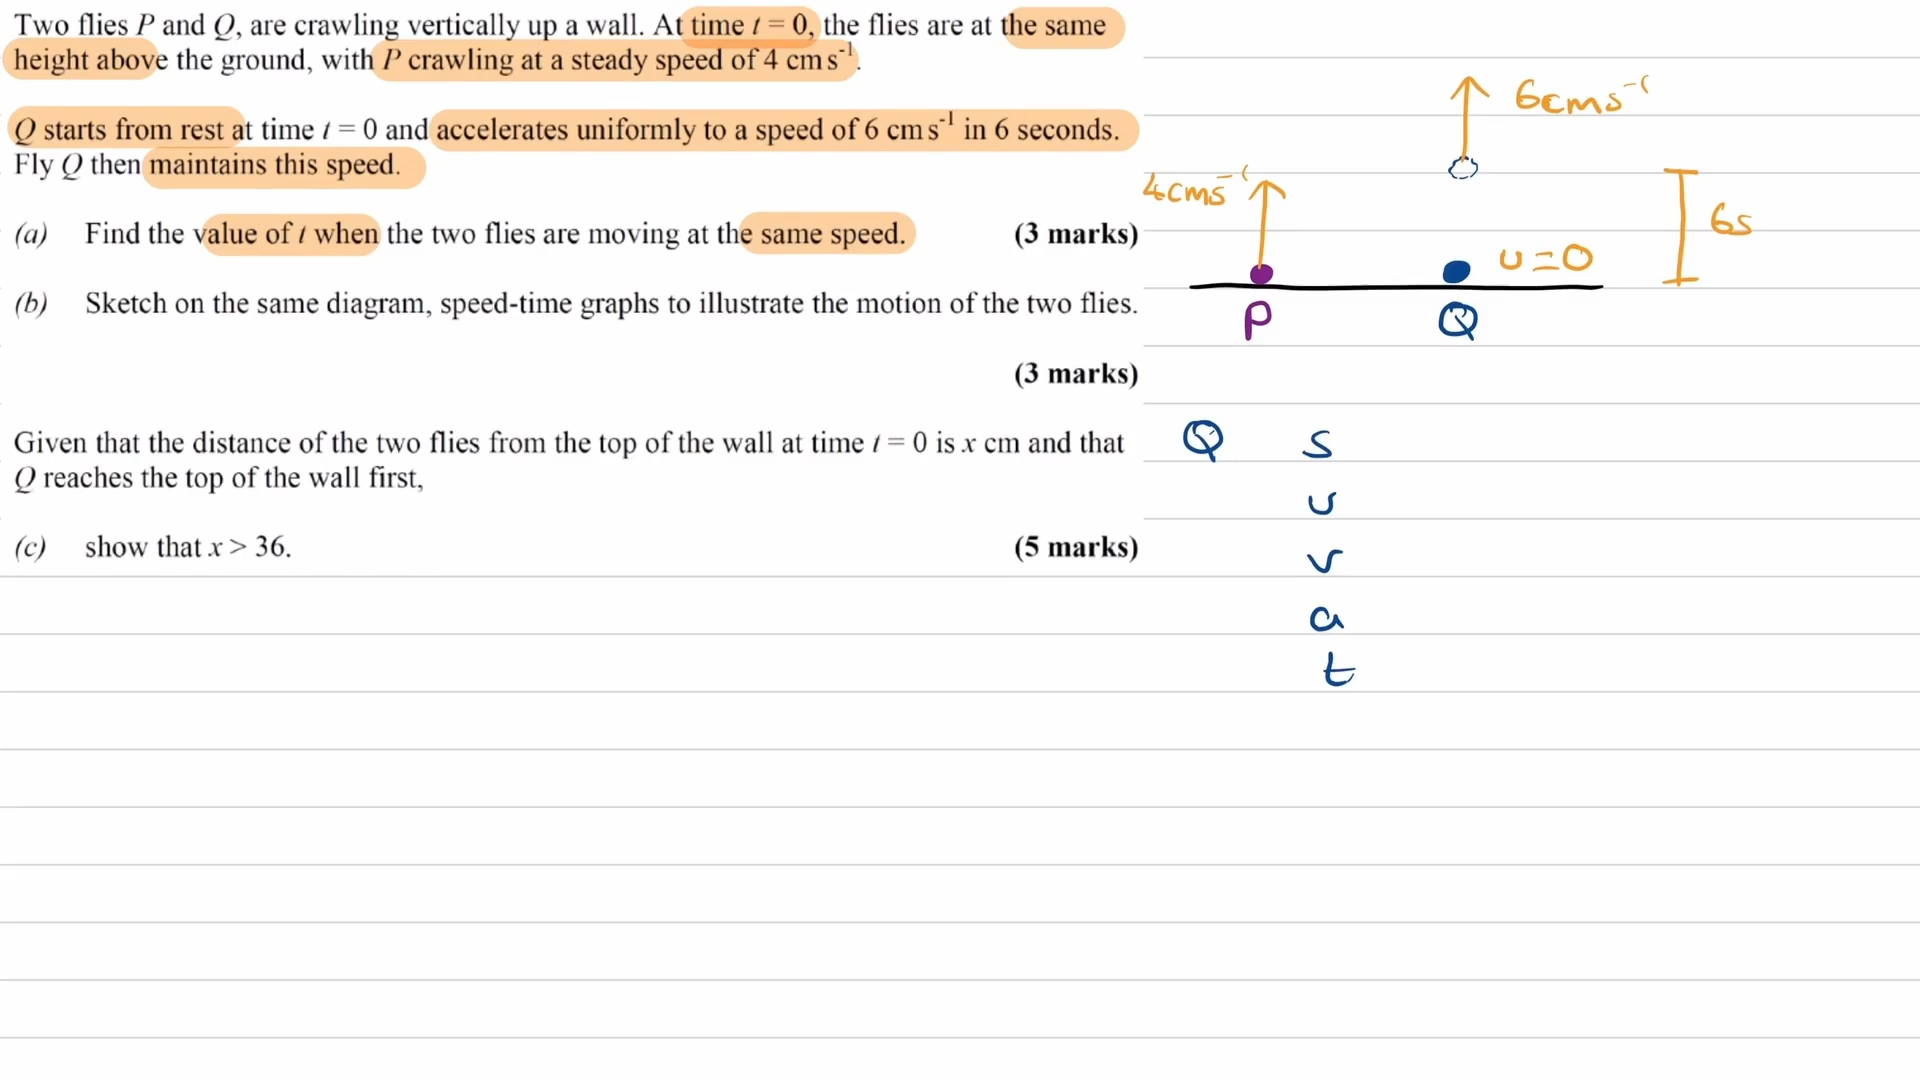 Two flies P and Q, are crawling vertically up a wall. At time t = 0, the flies are at the same
height above the ground, with P crawling at a steady speed of 4 cm s⁻¹.
Q starts from rest at time t = 0 and accelerates uniformly to a speed of 6 cm s⁻¹ in 6 seconds.
Fly Q then maintains this speed.
(a) Find the value of t when the two flies are moving at the same speed. (3 marks)
(b) Sketch on the same diagram, speed-time graphs to illustrate the motion of the two flies.
(3 marks)
Given that the distance of the two flies from the top of the wall at time t = 0 is x cm and that
Q reaches the top of the wall first,
(c) show that x > 36. (5 marks)
6cms⁻¹
4cms⁻¹
6s
u=0
P Q
Q s
u
v
a
t